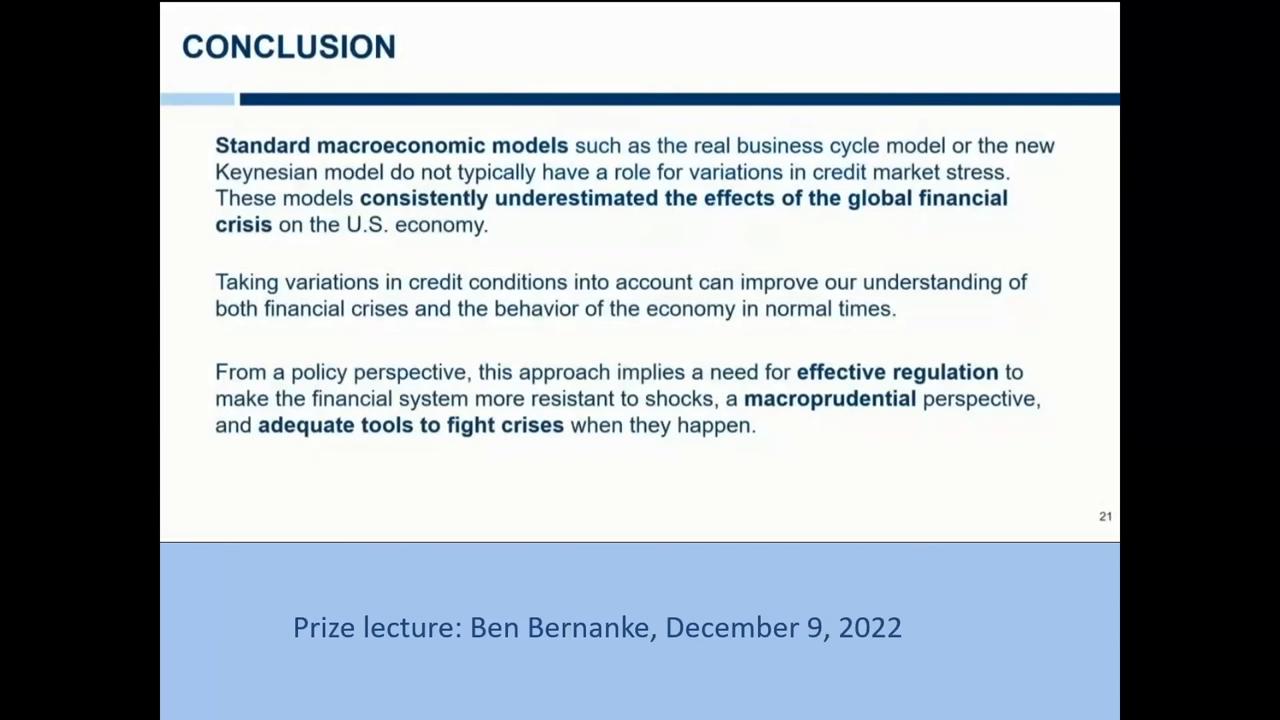 CONCLUSION
Standard macroeconomic models such as the real business cycle model or the new
Keynesian model do not typically have a role for variations in credit market stress.
These models consistently underestimated the effects of the global financial
crisis on the U.S. economy.
Taking variations in credit conditions into account can improve our understanding of
both financial crises and the behavior of the economy in normal times.
From a policy perspective, this approach implies a need for effective regulation to
make the financial system more resistant to shocks, a macroprudential perspective,
and adequate tools to fight crises when they happen.
21
Prize lecture: Ben Bernanke, December 9, 2022